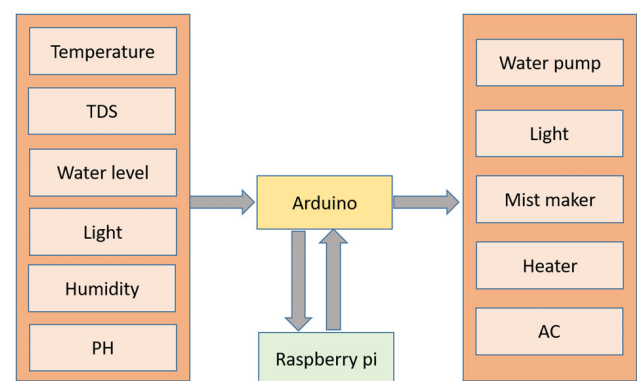 Temperature
TDS
Water level
Light
Humidity
PH
Arduino
Raspberry pi
Water pump
Light
Mist maker
Heater
AC